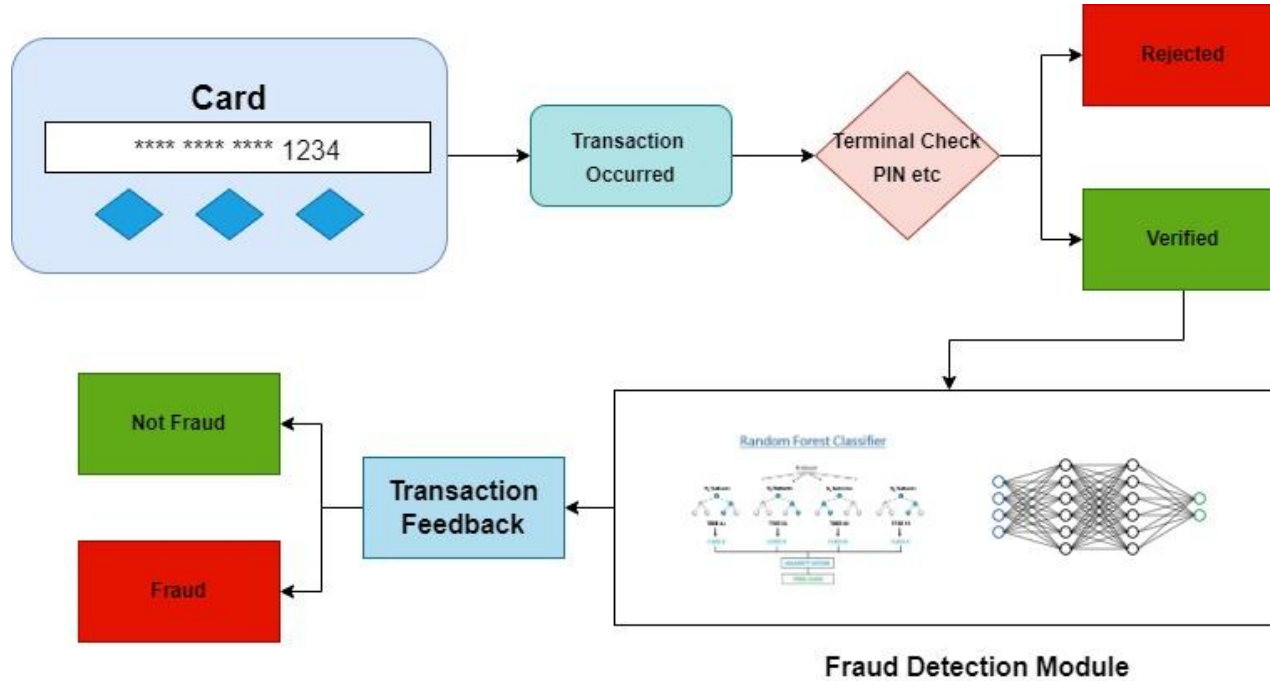 Card
**** **** **** 1234
Transaction
Occurred
Terminal Check
PIN etc
Rejected
Verified
Not Fraud
Fraud
Transaction
Feedback
Random Forest Classifier
Fraud Detection Module